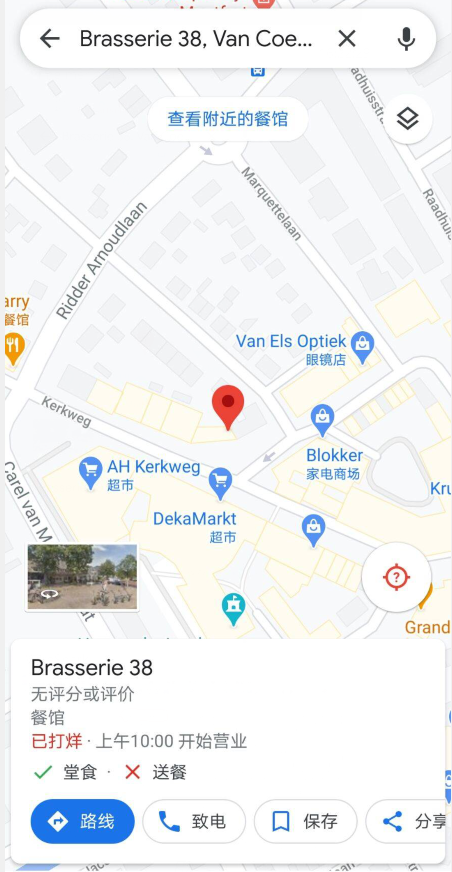 Brasserie 38, Van Coe...
查看附近的餐馆
Marquettelaan
Ridder Arnoudlaan
arry
餐馆
Van Els Optiek
眼镜店
Kerkweg
AH Kerkweg
超市
Blokker
家电商场
Kru
DekaMarkt
超市
Carel van M
Grand
Brasserie 38
无评分或评价
餐馆
已打烊 · 上午10:00 开始营业
堂食 · 送餐
路线
致电
保存
分享